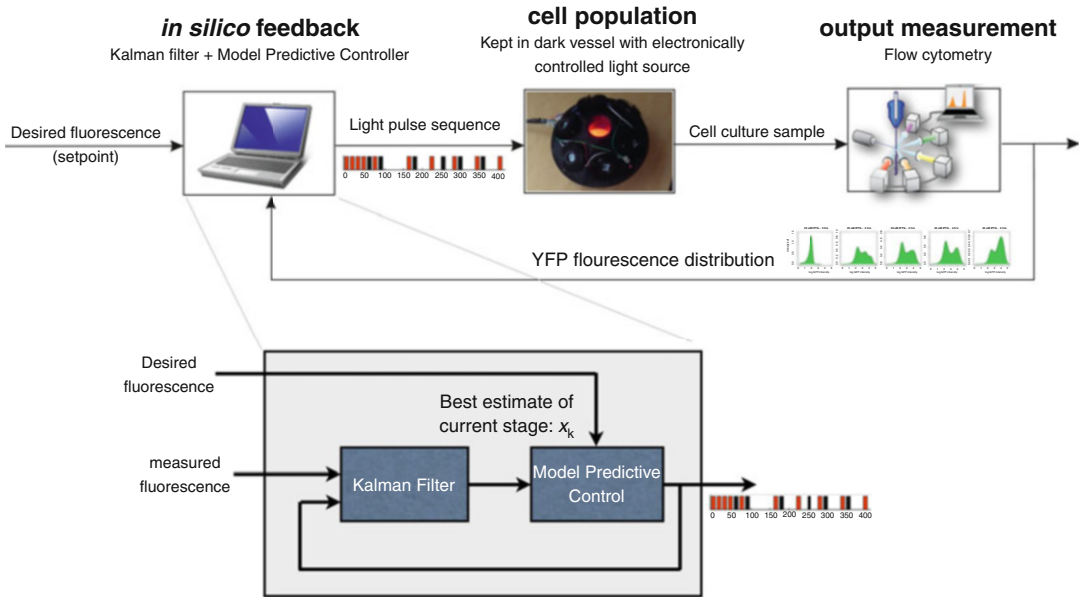 in silico feedback
Kalman filter + Model Predictive Controller
cell population
Kept in dark vessel with electronically
controlled light source
output measurement
Flow cytometry
Desired fluorescence
(setpoint)
Light pulse sequence
0 50 100 150 200 250 300 350 400
Cell culture sample
YFP flourescence distribution
Desired
fluorescence
Best estimate of
current stage: xk
measured
fluorescence
Kalman Filter
Model Predictive
Control
0 50 100 150 200 250 300 350 400